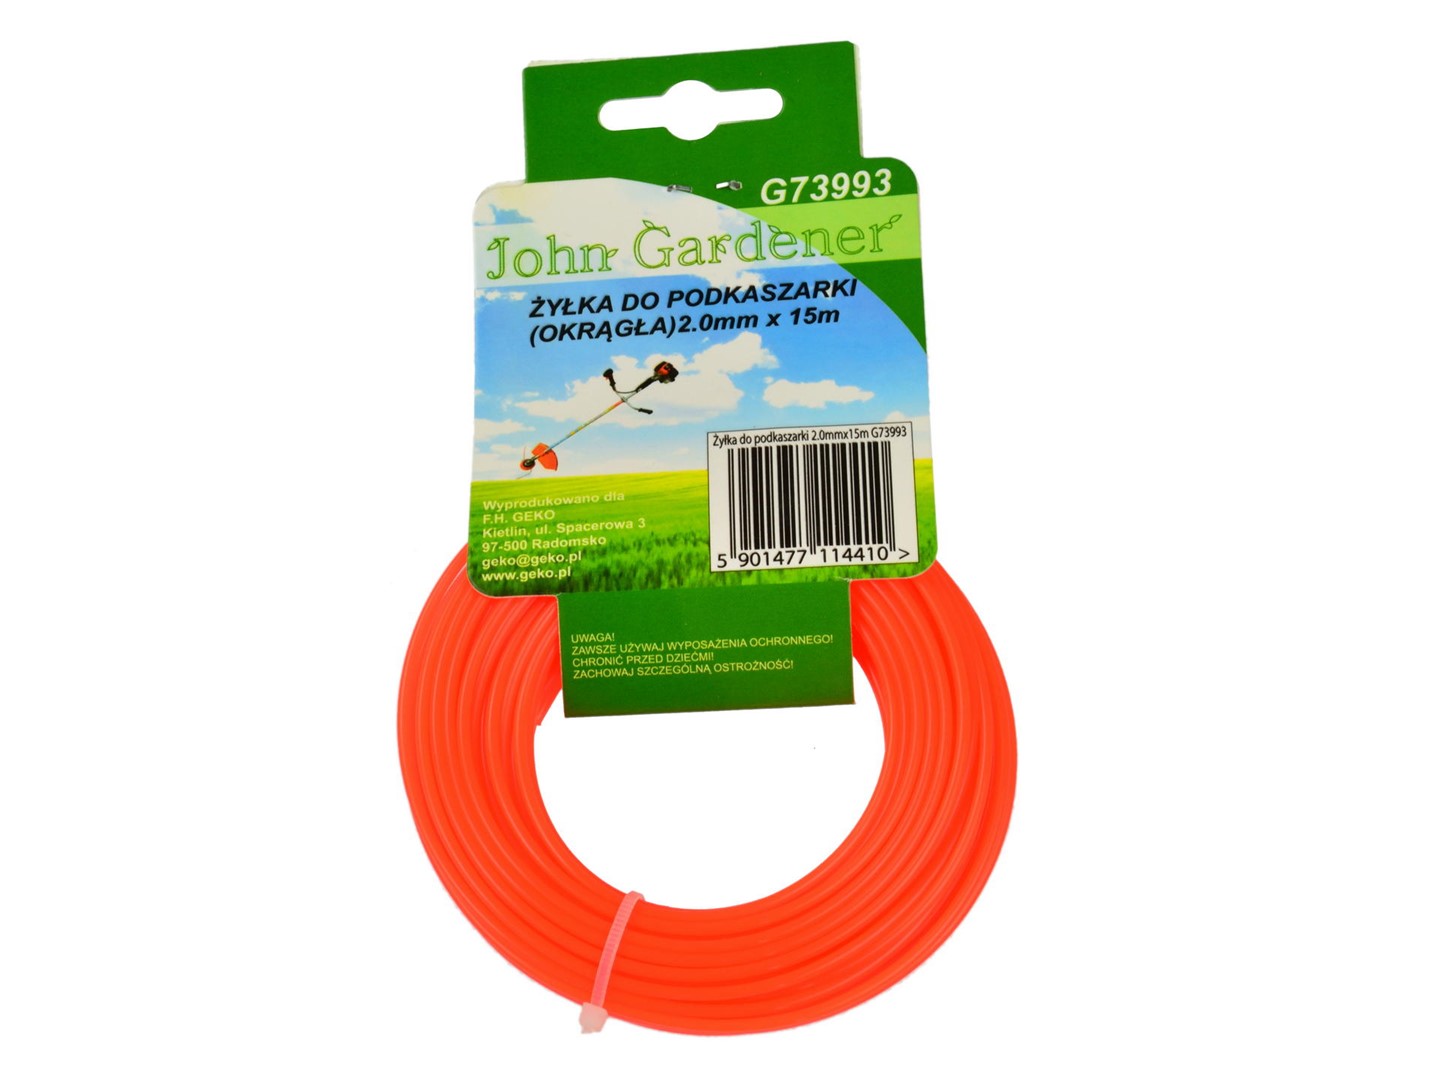 G73993
John Gardener
ŻYŁKA DO PODKASZARKI
(OKRĄGŁA)2.0mm x 15m
Żyłka do podkaszarki 2.0mmx15m G73993
5 901477 114410 >
Wyprodukowano dla
F.H. GEKO
Kietlin, ul. Spacerowa 3
97-500 Radomsko
geko@geko.pl
www.geko.pl
UWAGA!
ZAWSZE UŻYWAJ WYPOSAŻENIA OCHRONNEGO!
CHRONIĆ PRZED DZIEĆMI!
ZACHOWAJ SZCZEGÓLNĄ OSTROŻNOŚĆ!